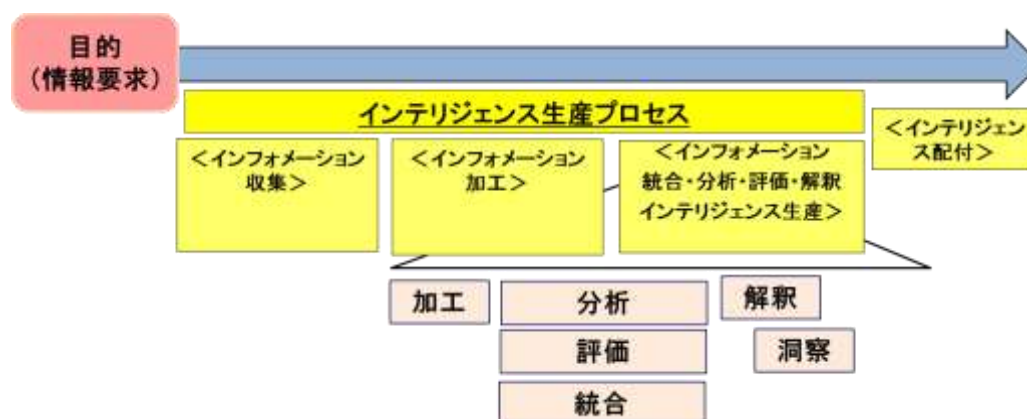 目的
（情報要求）
インテリジェンス生産プロセス
＜インテリジェン
ス配付＞
＜インフォメーション
収集＞
＜インフォメーション
加工＞
＜インフォメーション
統合・分析・評価・解釈
インテリジェンス生産＞
加工
分析
解釈
評価
洞察
統合